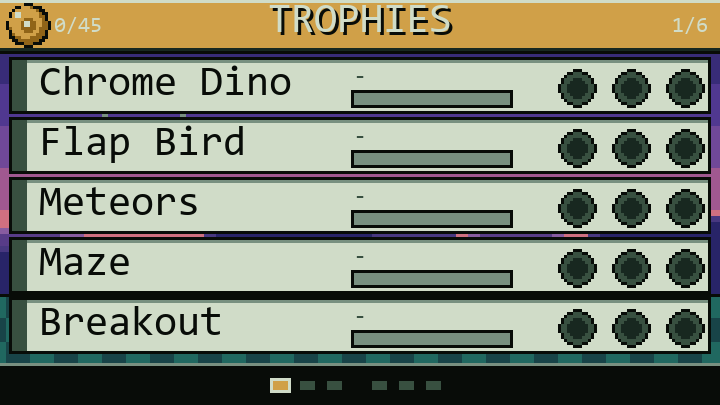 0/45 TROPHIES 1/6
Chrome Dino -
Flap Bird -
Meteors -
Maze -
Breakout -